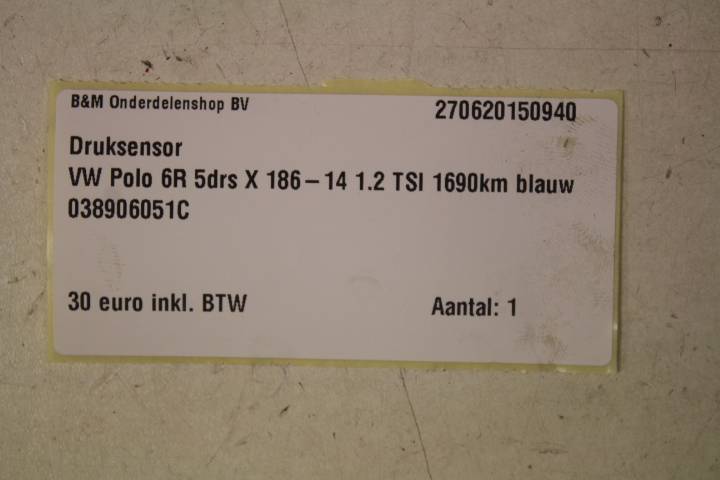 B&M Onderdelenshop BV 270620150940
Druksensor
VW Polo 6R 5drs X 186-14 1.2 TSI 1690km blauw
038906051C
30 euro inkl. BTW Aantal: 1